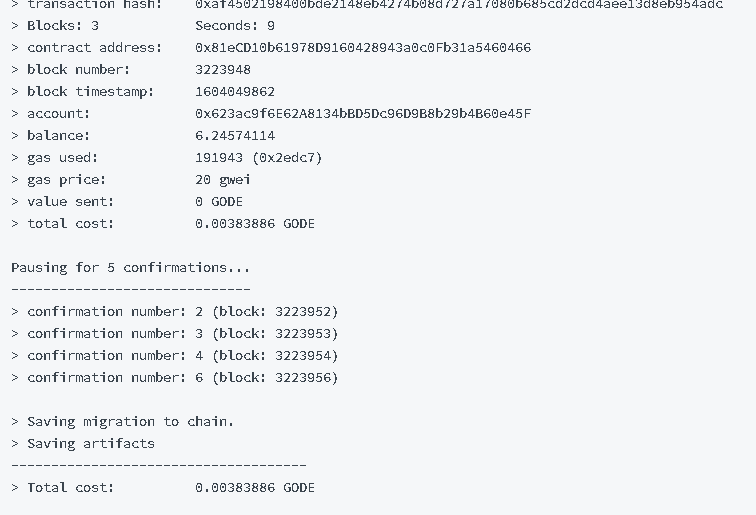 > transaction hash: 0xaf4502198400bde2148eb4274b08d727a17080b685cd2dcd4aee13d8eb954adc
> Blocks: 3 Seconds: 9
> contract address: 0x81eCD10b61978D9160428943a0c0Fb31a5460466
> block number: 3223948
> block timestamp: 1604049862
> account: 0x623ac9f6E62A8134bBD5Dc96D9B8b29b4B60e45F
> balance: 6.24574114
> gas used: 191943 (0x2edc7)
> gas price: 20 gwei
> value sent: 0 GODE
> total cost: 0.00383886 GODE
Pausing for 5 confirmations...
------------------------------
> confirmation number: 2 (block: 3223952)
> confirmation number: 3 (block: 3223953)
> confirmation number: 4 (block: 3223954)
> confirmation number: 6 (block: 3223956)
> Saving migration to chain.
> Saving artifacts
-------------------------------------
> Total cost: 0.00383886 GODE